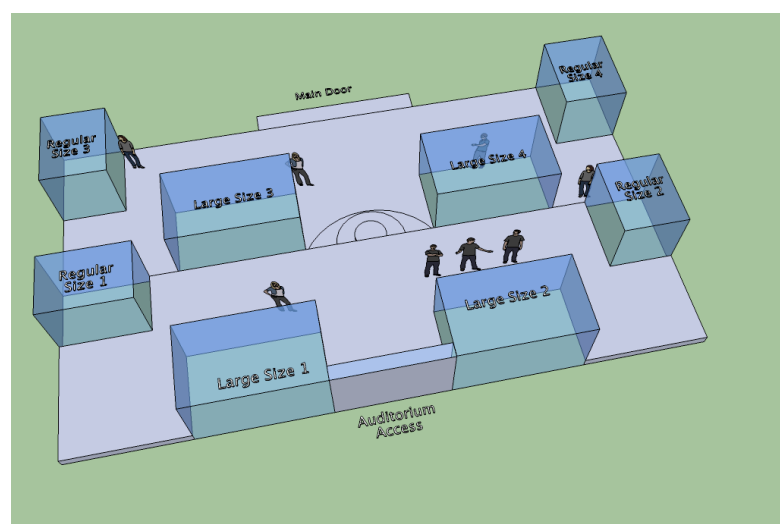 Main Door
Regular
Size 4
Regular
Size 3
Large Size 4
Large Size 3
Regular
Size 2
Regular
Size 1
Large Size 2
Large Size 1
Auditorium
Access